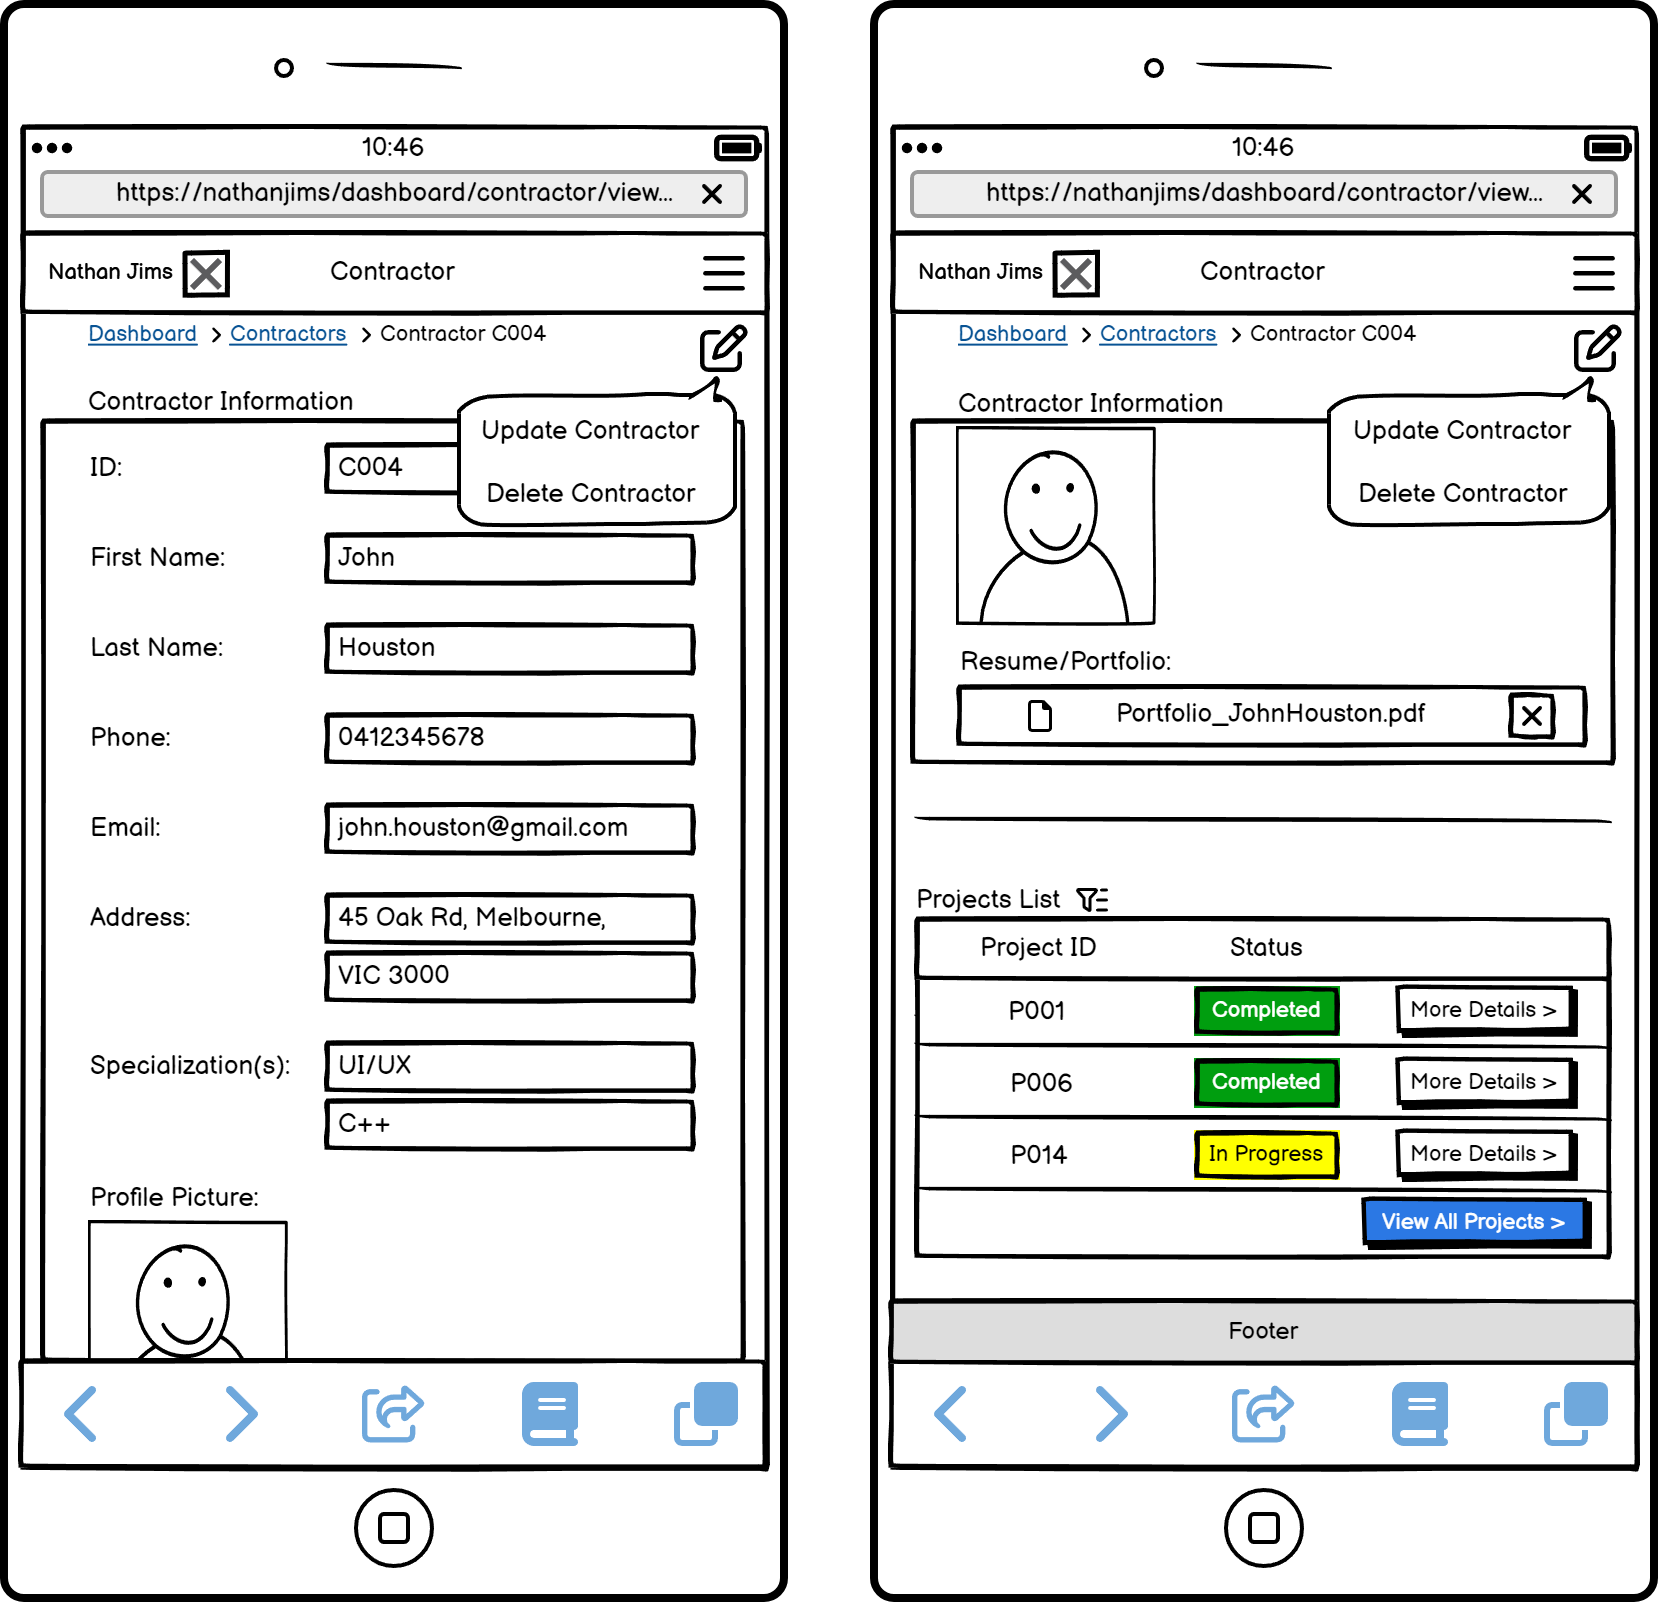 10:46
https://nathanjims/dashboard/contractor/view...
Nathan Jims
Contractor
Dashboard > Contractors > Contractor C004
Contractor Information
Update Contractor
Delete Contractor
ID: C004
First Name: John
Last Name: Houston
Phone: 0412345678
Email: john.houston@gmail.com
Address: 45 Oak Rd, Melbourne,
VIC 3000
Specialization(s): UI/UX
C++
Profile Picture:
10:46
https://nathanjims/dashboard/contractor/view...
Nathan Jims
Contractor
Dashboard > Contractors > Contractor C004
Contractor Information
Update Contractor
Delete Contractor
Resume/Portfolio:
Portfolio_JohnHouston.pdf
Projects List
Project ID Status
P001 Completed More Details >
P006 Completed More Details >
P014 In Progress More Details >
View All Projects >
Footer